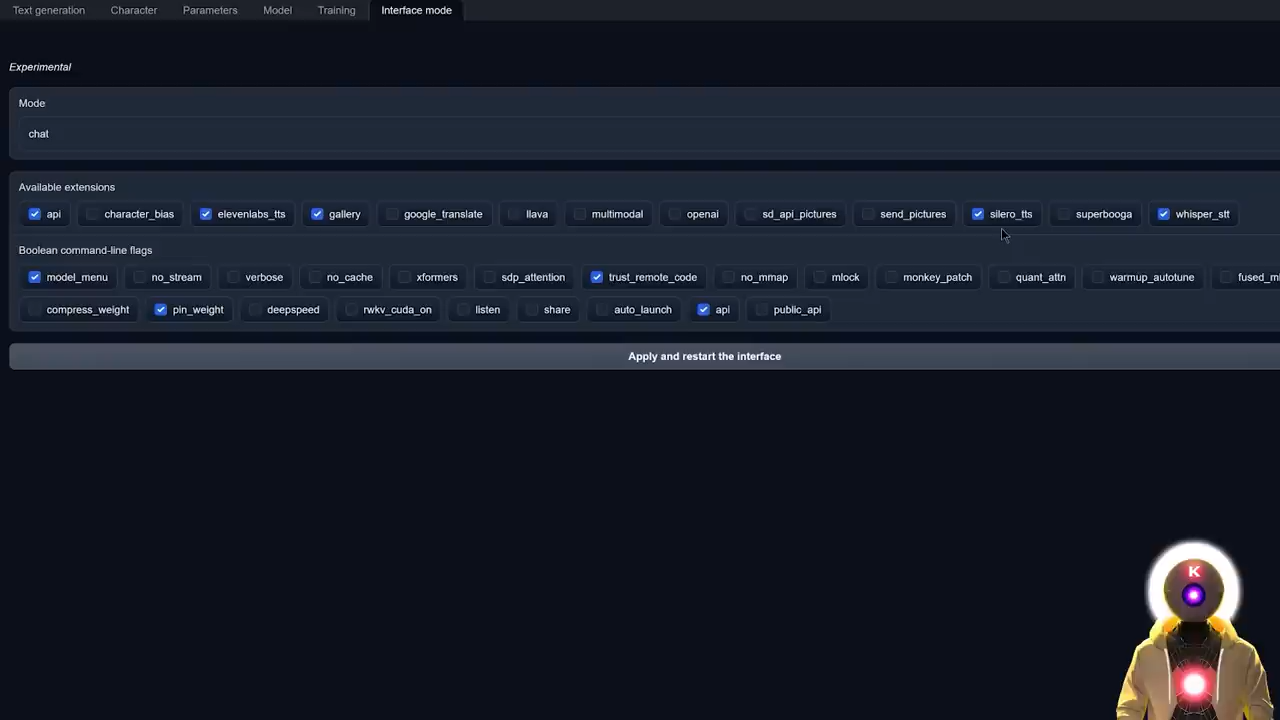 Text generation Character Parameters Model Training Interface mode
Experimental
Mode
chat
Available extensions
api character_bias elevenlabs_tts gallery google_translate llava multimodal openai sd_api_pictures send_pictures silero_tts superbooga whisper_stt
Boolean command-line flags
model_menu no_stream verbose no_cache xformers sdp_attention trust_remote_code no_mmap mlock monkey_patch quant_attn warmup_autotune
compress_weight pin_weight deepspeed rwkv_cuda_on listen share auto_launch api public_api
Apply and restart the interface
K